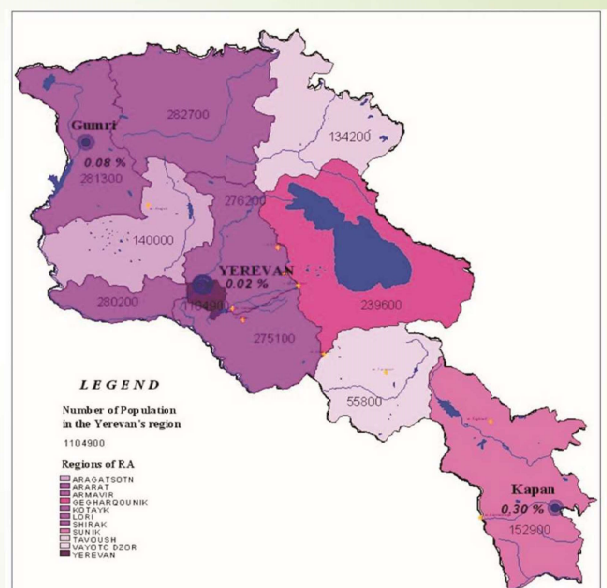 282700
Gumri
0.08 %
281300
134200
276200
140000
YEREVAN
0.02 %
280200
239600
275100
55800
LEGEND
Number of Population
in the Yerevan's region
1104900
Regions of RA
ARAGATSOTN
ARARAT
ARMAVIR
GEGHARQOUNIK
KOTAYK
LORI
SHIRAK
SUNIK
TAVOUSH
VAYOTC DZOR
YEREVAN
Kapan
0,30 %
152900